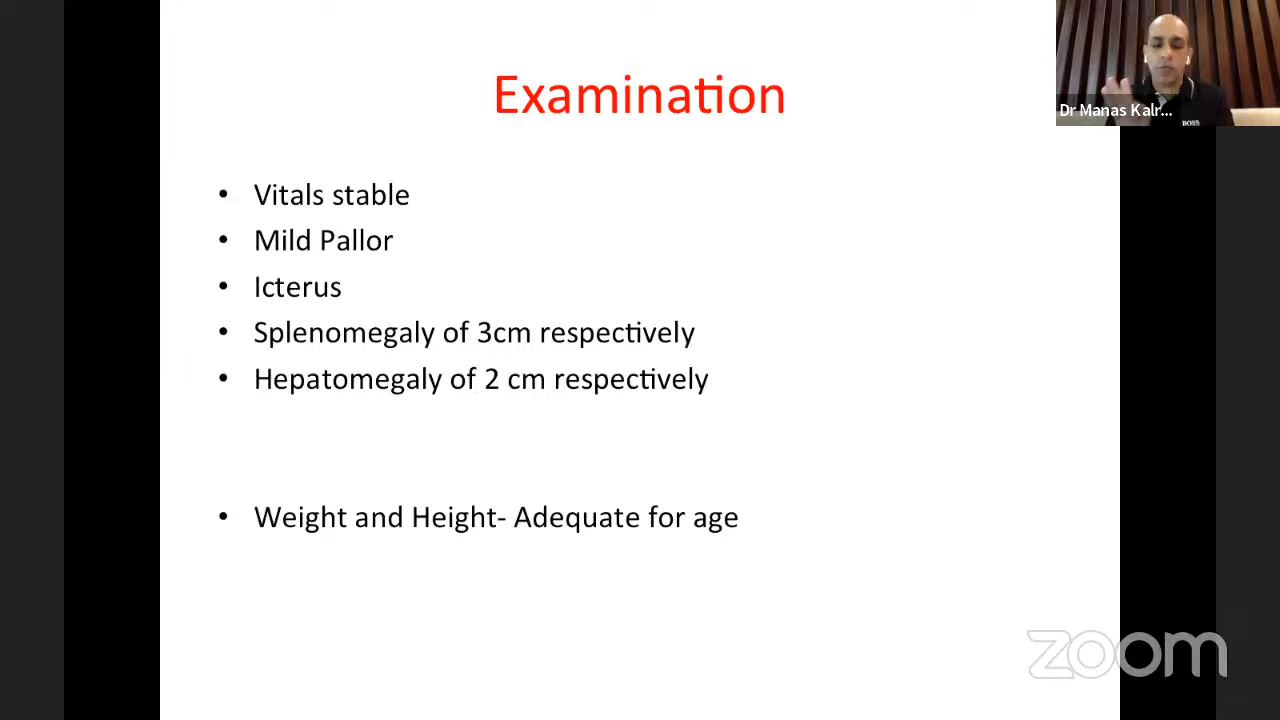 Examination
Dr Manas Kalr...
BOSS
• Vitals stable
• Mild Pallor
• Icterus
• Splenomegaly of 3cm respectively
• Hepatomegaly of 2 cm respectively
• Weight and Height- Adequate for age
zoom